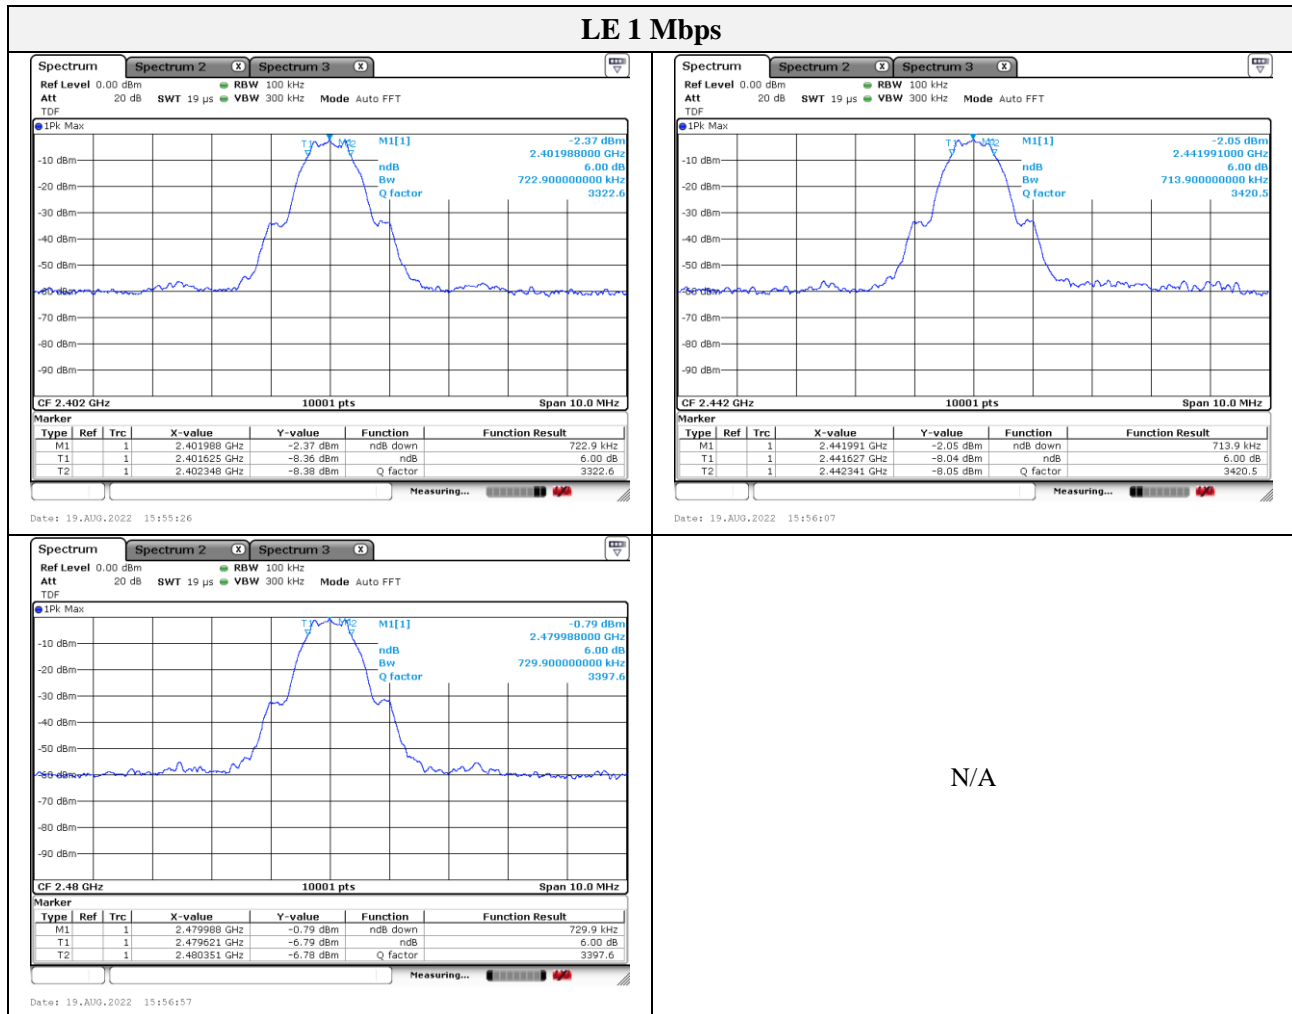 LE 1 Mbps
Spectrum Spectrum 2 X Spectrum 3 X
Ref Level 0.00 dBm RBW 100 kHz
Att 20 dB SWT 19 µs VBW 300 kHz Mode Auto FFT
TDF
1Pk Max
M1[1] -2.37 dBm
2.401988000 GHz
ndB 6.00 dB
Bw 722.900000000 kHz
Q factor 3322.6
T1 M1 T2
-10 dBm
-20 dBm
-30 dBm
-40 dBm
-50 dBm
-60 dBm
-70 dBm
-80 dBm
-90 dBm
CF 2.402 GHz 10001 pts Span 10.0 MHz
Marker
Type Ref Trc X-value Y-value Function Function Result
M1 1 2.401988 GHz -2.37 dBm ndB down 722.9 kHz
T1 1 2.401625 GHz -8.36 dBm ndB 6.00 dB
T2 1 2.402348 GHz -8.38 dBm Q factor 3322.6
Measuring...
Date: 19.AUG.2022 15:55:26
Spectrum Spectrum 2 X Spectrum 3 X
Ref Level 0.00 dBm RBW 100 kHz
Att 20 dB SWT 19 µs VBW 300 kHz Mode Auto FFT
TDF
1Pk Max
M1[1] -2.05 dBm
2.441991000 GHz
ndB 6.00 dB
Bw 713.900000000 kHz
Q factor 3420.5
T1 M1 T2
-10 dBm
-20 dBm
-30 dBm
-40 dBm
-50 dBm
-60 dBm
-70 dBm
-80 dBm
-90 dBm
CF 2.442 GHz 10001 pts Span 10.0 MHz
Marker
Type Ref Trc X-value Y-value Function Function Result
M1 1 2.441991 GHz -2.05 dBm ndB down 713.9 kHz
T1 1 2.441627 GHz -8.04 dBm ndB 6.00 dB
T2 1 2.442341 GHz -8.05 dBm Q factor 3420.5
Measuring...
Date: 19.AUG.2022 15:56:07
Spectrum Spectrum 2 X Spectrum 3 X
Ref Level 0.00 dBm RBW 100 kHz
Att 20 dB SWT 19 µs VBW 300 kHz Mode Auto FFT
TDF
1Pk Max
M1[1] -0.79 dBm
2.479988000 GHz
ndB 6.00 dB
Bw 729.900000000 kHz
Q factor 3397.6
T1 M1 T2
-10 dBm
-20 dBm
-30 dBm
-40 dBm
-50 dBm
-60 dBm
-70 dBm
-80 dBm
-90 dBm
CF 2.48 GHz 10001 pts Span 10.0 MHz
Marker
Type Ref Trc X-value Y-value Function Function Result
M1 1 2.479988 GHz -0.79 dBm ndB down 729.9 kHz
T1 1 2.479621 GHz -6.79 dBm ndB 6.00 dB
T2 1 2.480351 GHz -6.78 dBm Q factor 3397.6
Measuring...
Date: 19.AUG.2022 15:56:57
N/A